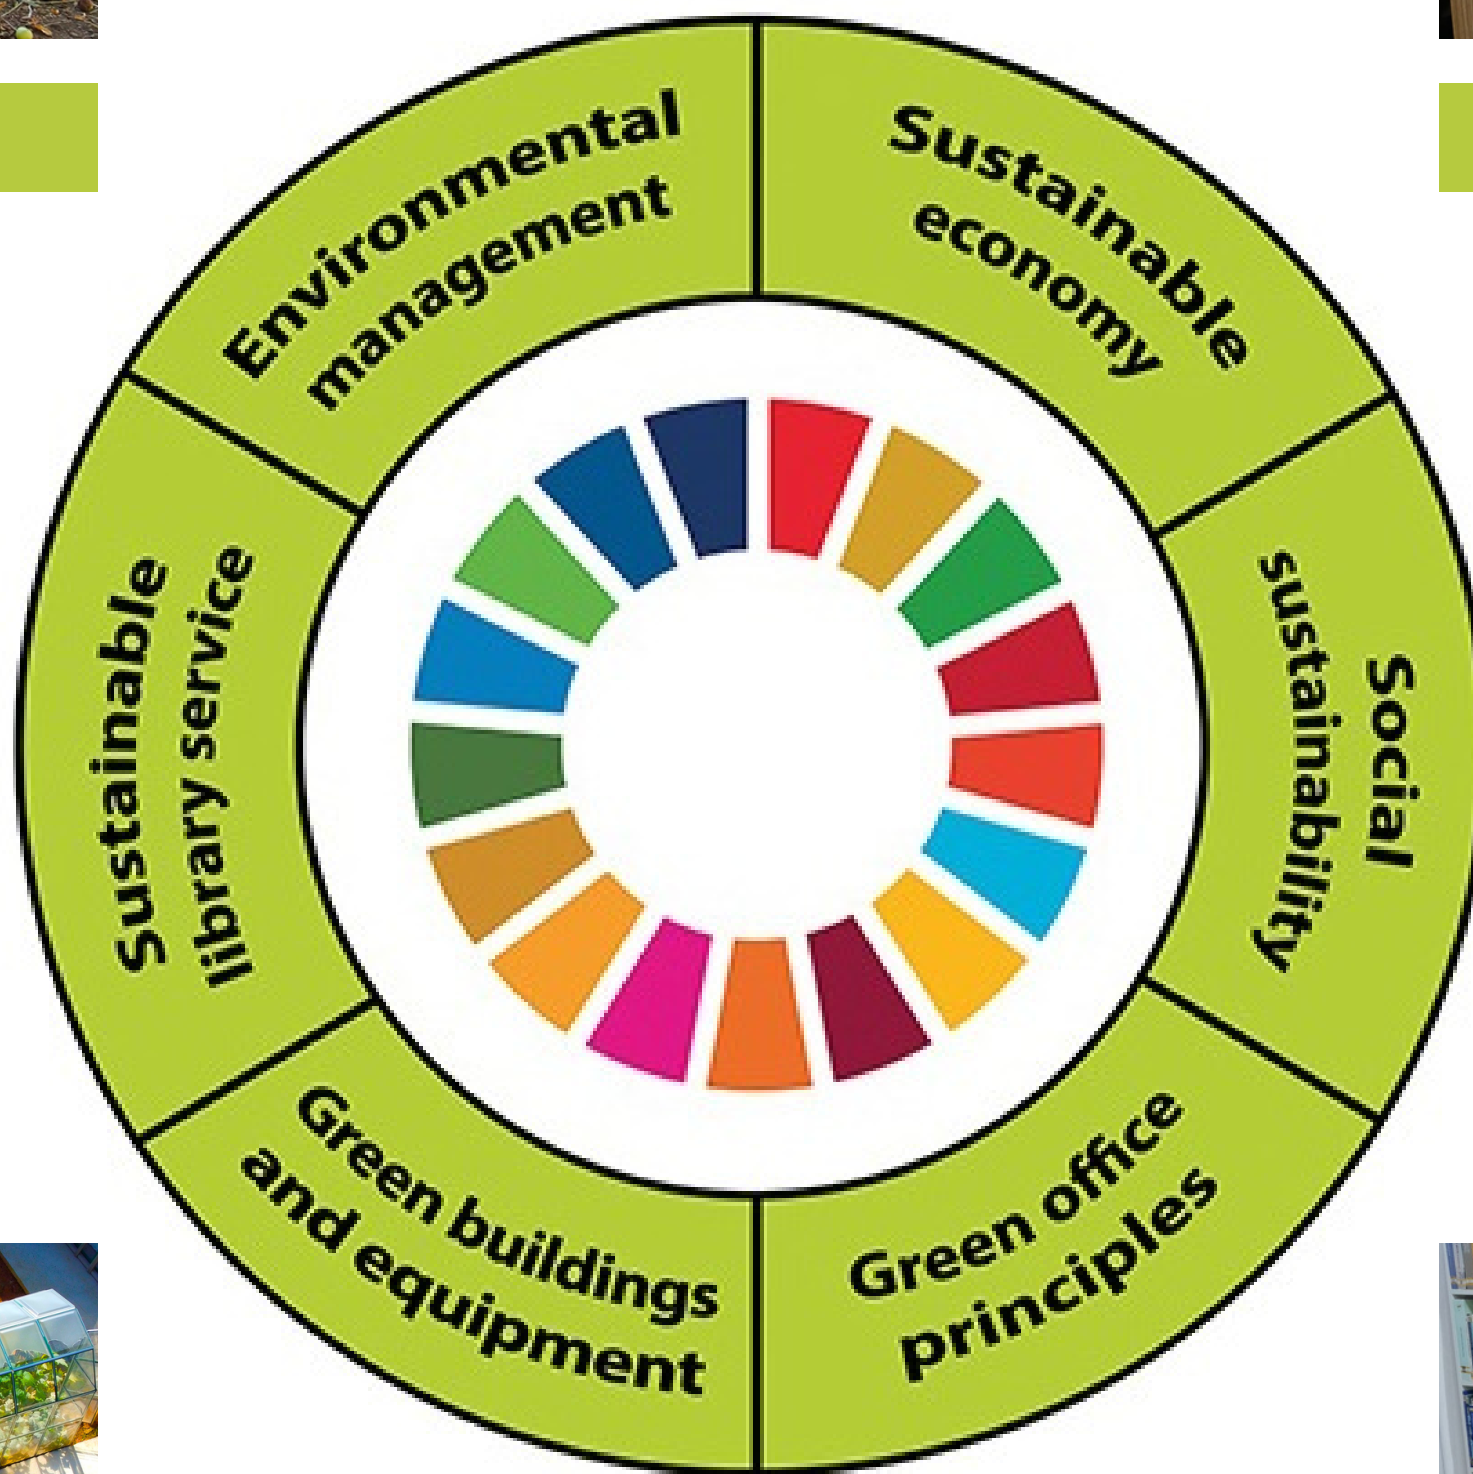 Environmental
management
Sustainable
economy
Social
sustainability
Green office
principles
Green buildings
and equipment
Sustainable
library service